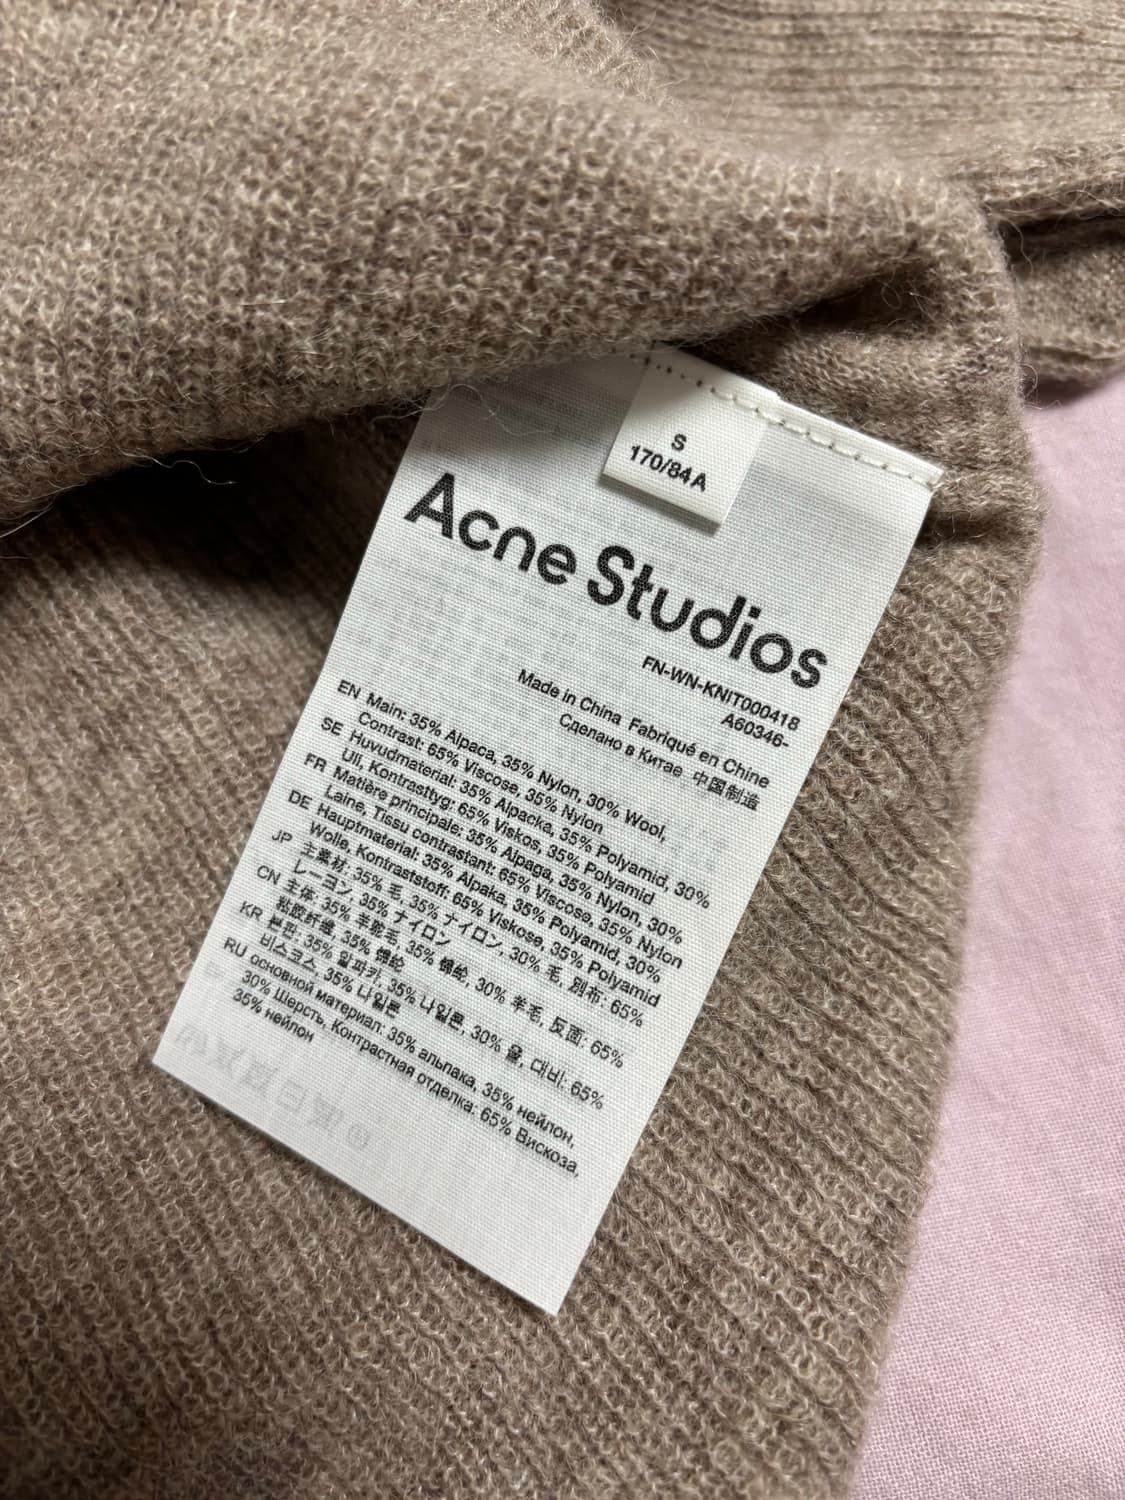 S
170/84A
Acne Studios
FN-WN-KNIT000418
A60346-
Made in China Fabriqué en Chine
Сделано в Китае 中国制造
EN Main: 35% Alpaca, 35% Nylon, 30% Wool,
Contrast: 65% Viscose, 35% Nylon
SE Huvudmaterial: 35% Alpacka, 35% Polyamid, 30%
Ull, Kontrasttyg: 65% Viskos, 35% Polyamid
FR Matière principale: 35% Alpaga, 35% Nylon, 30%
Laine, Tissu contrastant: 65% Viscose, 35% Nylon
DE Hauptmaterial: 35% Alpaka, 35% Polyamid, 30%
Wolle, Kontraststoff: 65% Viskose, 35% Polyamid
JP 主素材: 35% 毛, 35% ナイロン, 30% 毛, 別布: 65%
レーヨン, 35% ナイロン
CN 主体: 35% 羊驼毛, 35% 锦纶, 30% 羊毛, 反面: 65%
粘胶纤维, 35% 锦纶
KR 본판: 35% 알파카, 35% 나일론, 30% 울, 대비: 65%
비스코스, 35% 나일론
RU основной материал: 35% альпака, 35% нейлон,
30% Шерсть, Контрастная отделка: 65% Вискоза,
35% нейлон